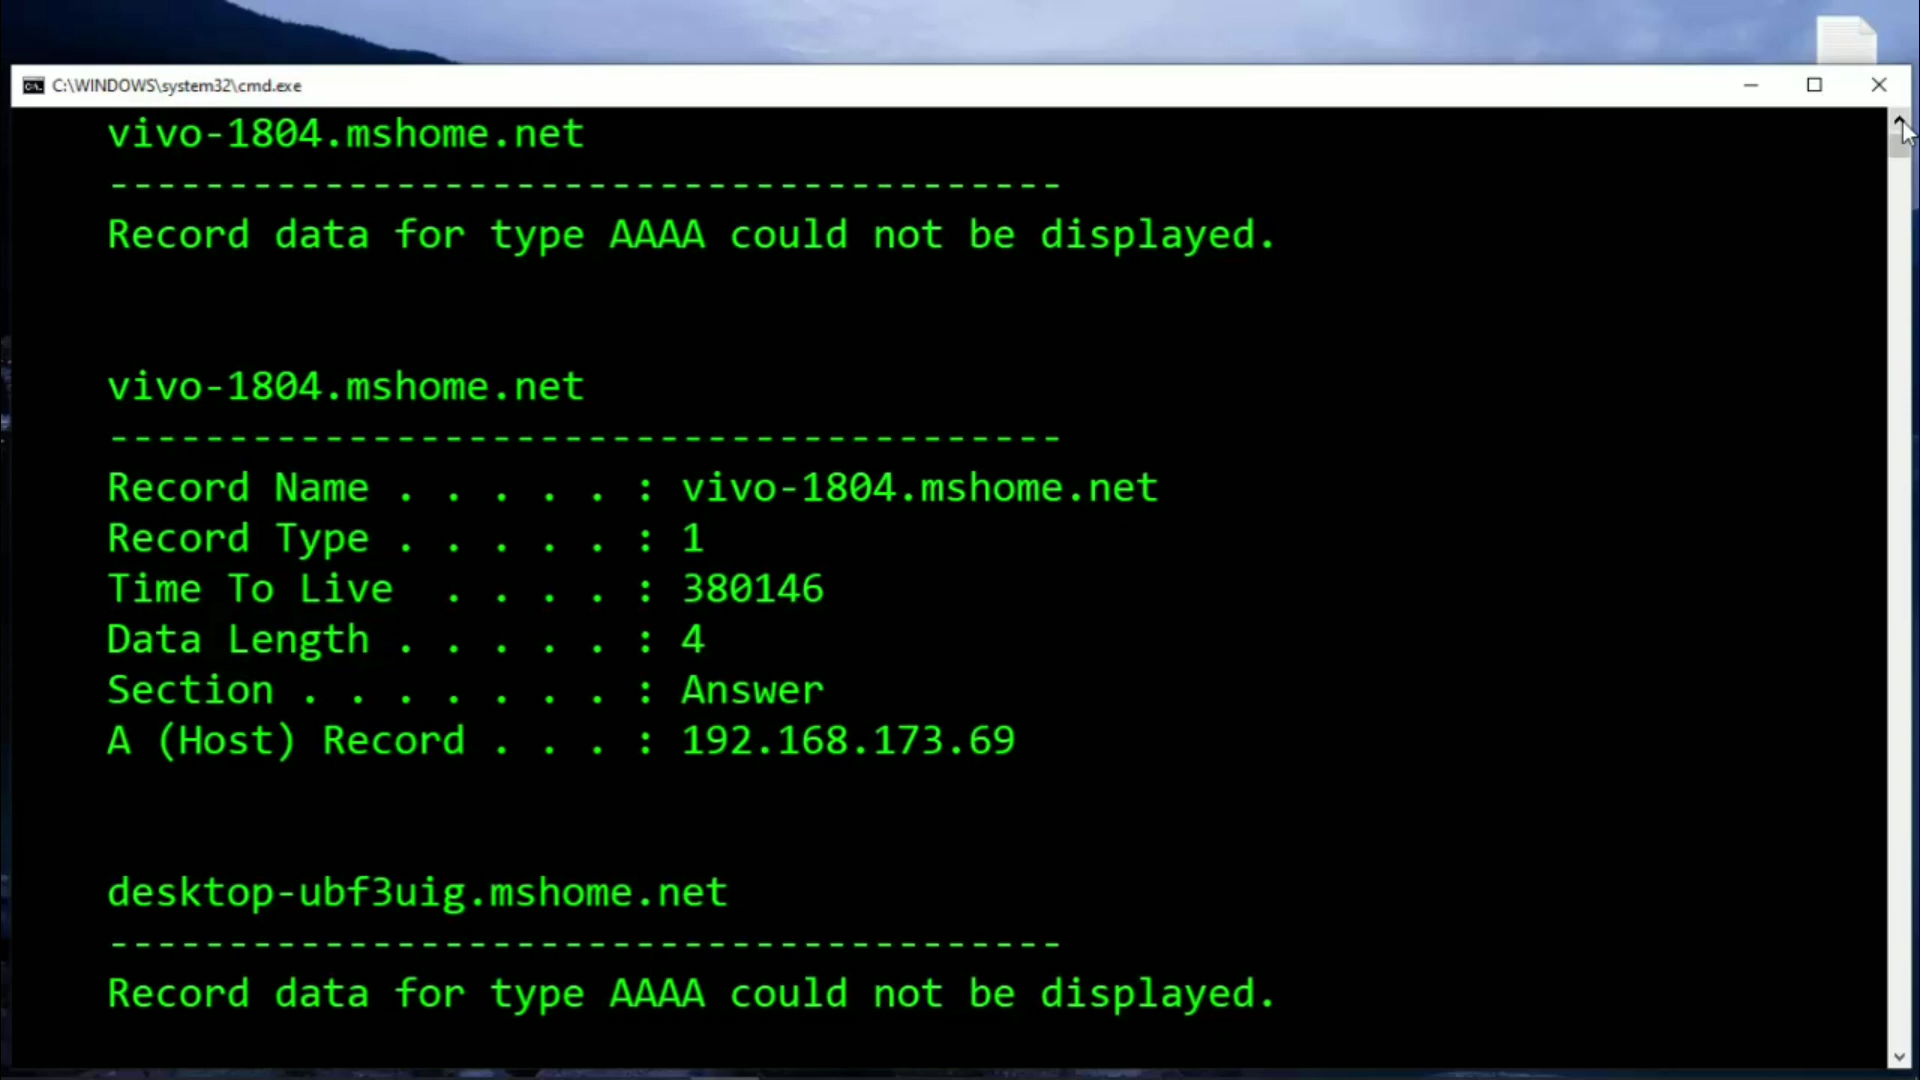 C:\WINDOWS\system32\cmd.exe
vivo-1804.mshome.net
----------------------------------------
Record data for type AAAA could not be displayed.
vivo-1804.mshome.net
----------------------------------------
Record Name . . . . . : vivo-1804.mshome.net
Record Type . . . . . : 1
Time To Live  . . . . : 380146
Data Length . . . . . : 4
Section . . . . . . . : Answer
A (Host) Record . . . : 192.168.173.69
desktop-ubf3uig.mshome.net
----------------------------------------
Record data for type AAAA could not be displayed.